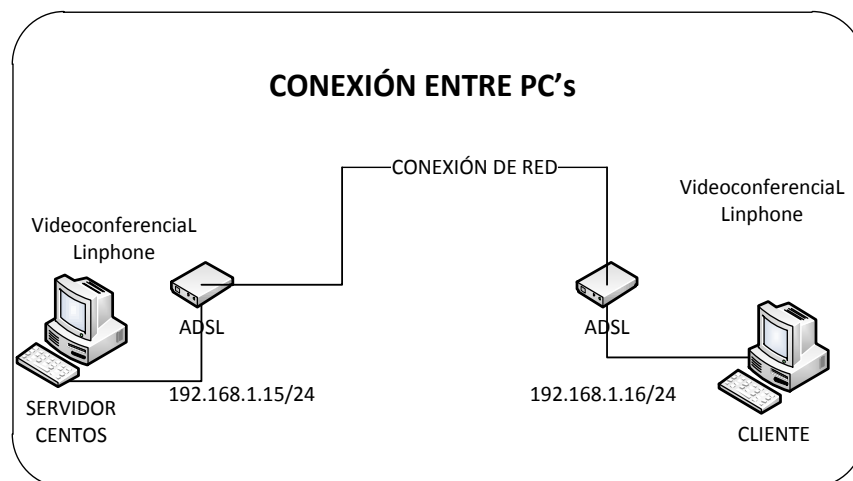 CONEXIÓN ENTRE PC’s
CONEXIÓN DE RED
VideoconferenciaL
Linphone
VideoconferenciaL
Linphone
ADSL
ADSL
192.168.1.15/24
192.168.1.16/24
SERVIDOR
CENTOS
CLIENTE